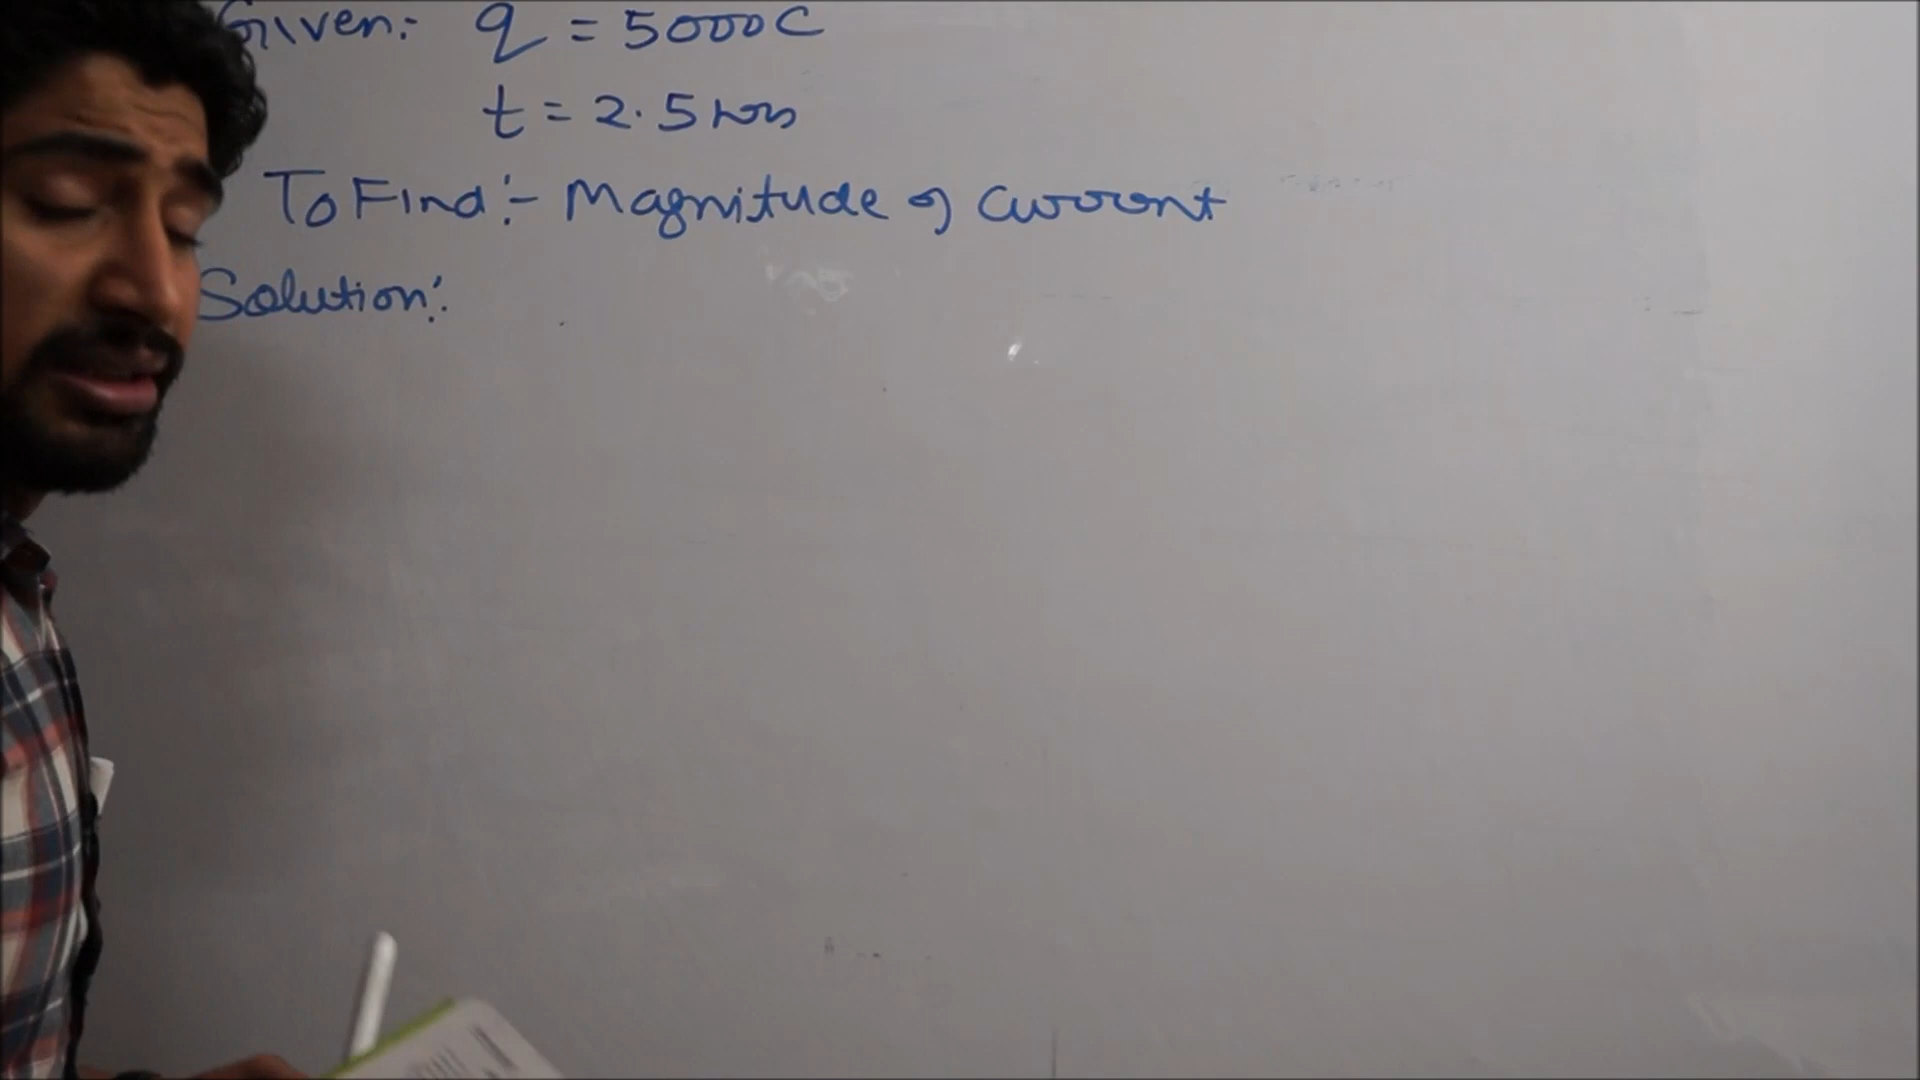 Given:- q = 5000C
t = 2.5 hrs
To Find:- Magnitude of Current
Solution: